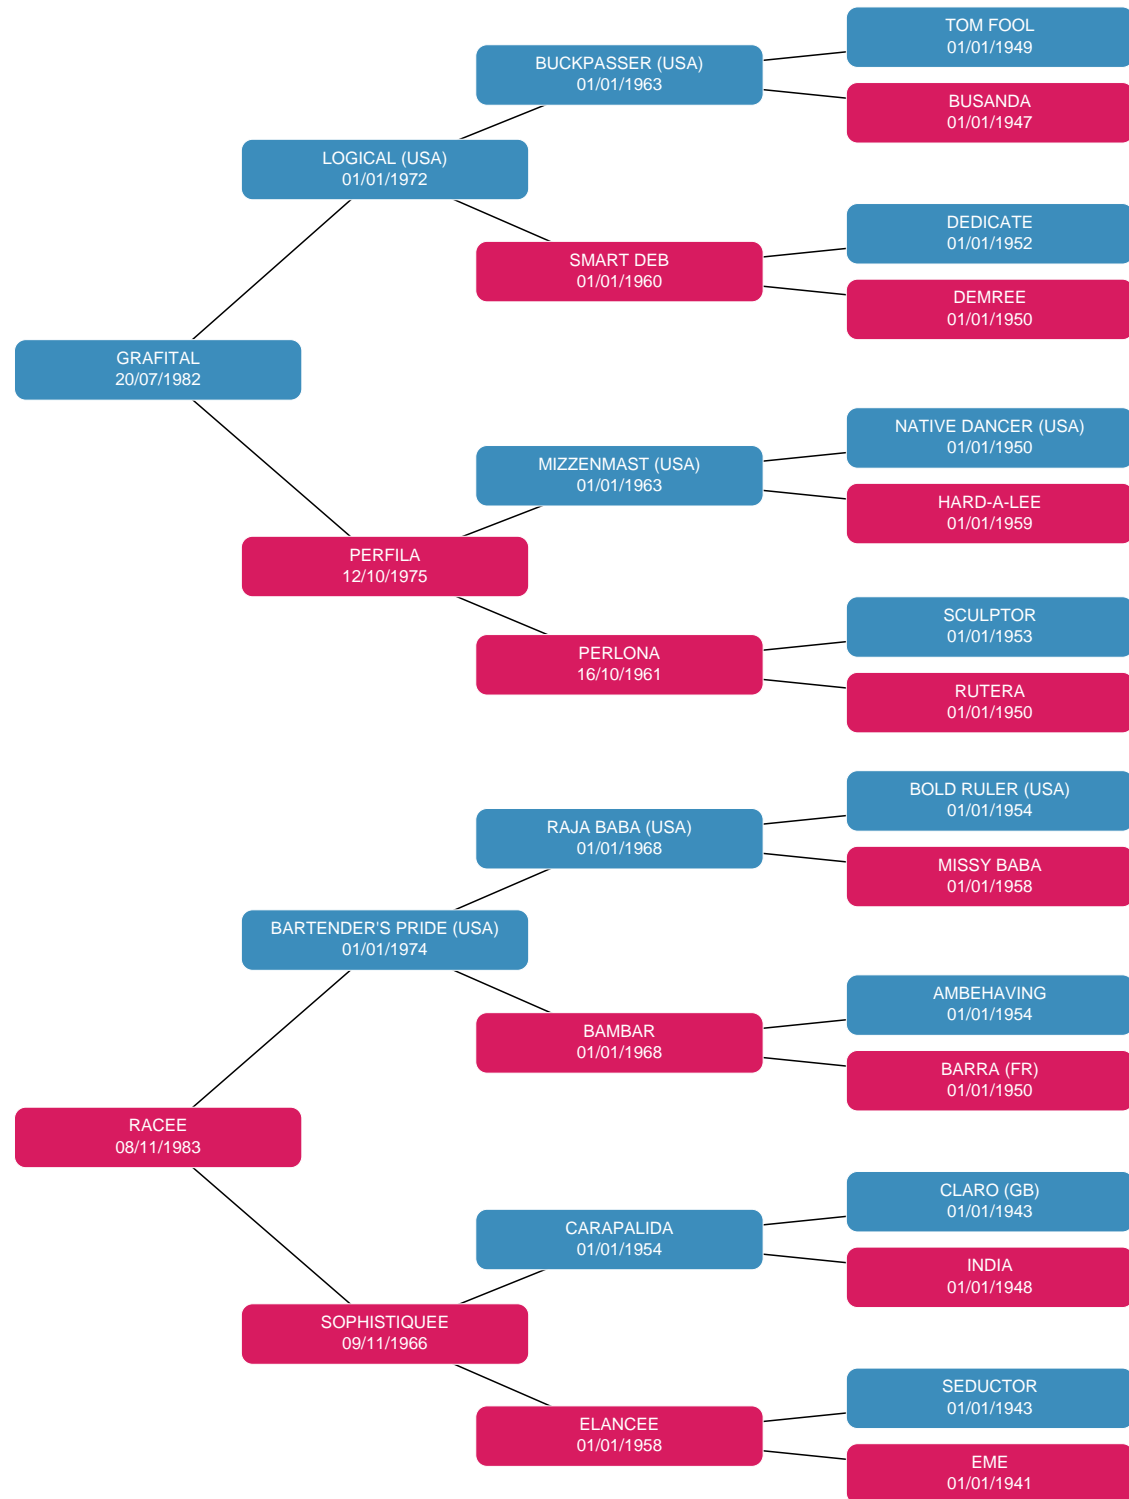 TOM FOOL
01/01/1949
BUCKPASSER (USA)
01/01/1963
BUSANDA
01/01/1947
LOGICAL (USA)
01/01/1972
DEDICATE
01/01/1952
SMART DEB
01/01/1960
DEMREE
01/01/1950
GRAFITAL
20/07/1982
NATIVE DANCER (USA)
01/01/1950
MIZZENMAST (USA)
01/01/1963
HARD-A-LEE
01/01/1959
PERFILA
12/10/1975
SCULPTOR
01/01/1953
PERLONA
16/10/1961
RUTERA
01/01/1950
BOLD RULER (USA)
01/01/1954
RAJA BABA (USA)
01/01/1968
MISSY BABA
01/01/1958
BARTENDER'S PRIDE (USA)
01/01/1974
AMBEHAVING
01/01/1954
BAMBAR
01/01/1968
BARRA (FR)
01/01/1950
RACEE
08/11/1983
CLARO (GB)
01/01/1943
CARAPALIDA
01/01/1954
INDIA
01/01/1948
SOPHISTIQUEE
09/11/1966
SEDUCTOR
01/01/1943
ELANCEE
01/01/1958
EME
01/01/1941